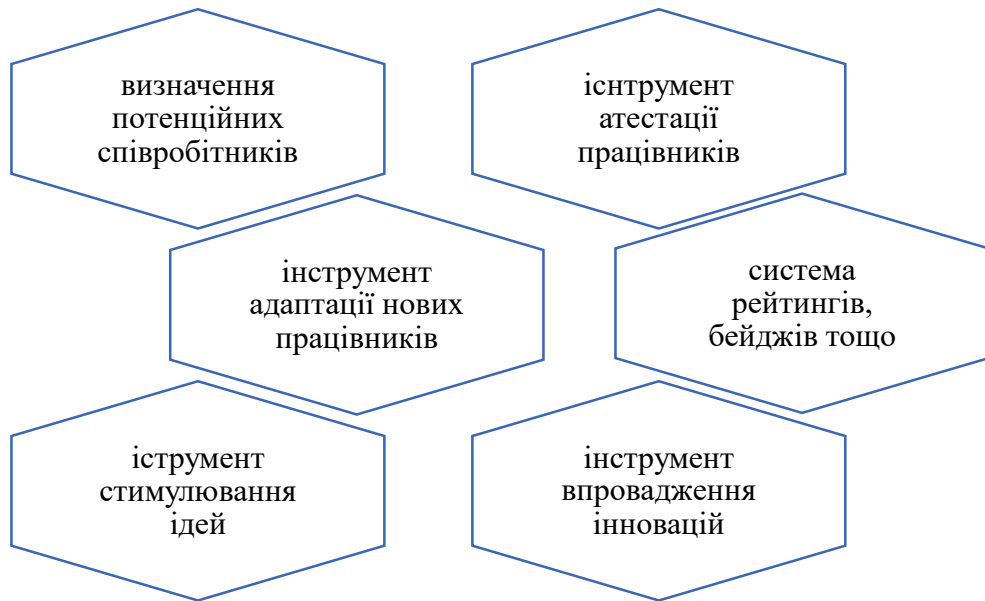 визначення
потенційних
співробітників
існтрумент
атестації
працівників
інструмент
адаптації нових
працівників
система
рейтингів,
бейджів тощо
іструмент
стимулювання
ідей
інструмент
впровадження
інновацій